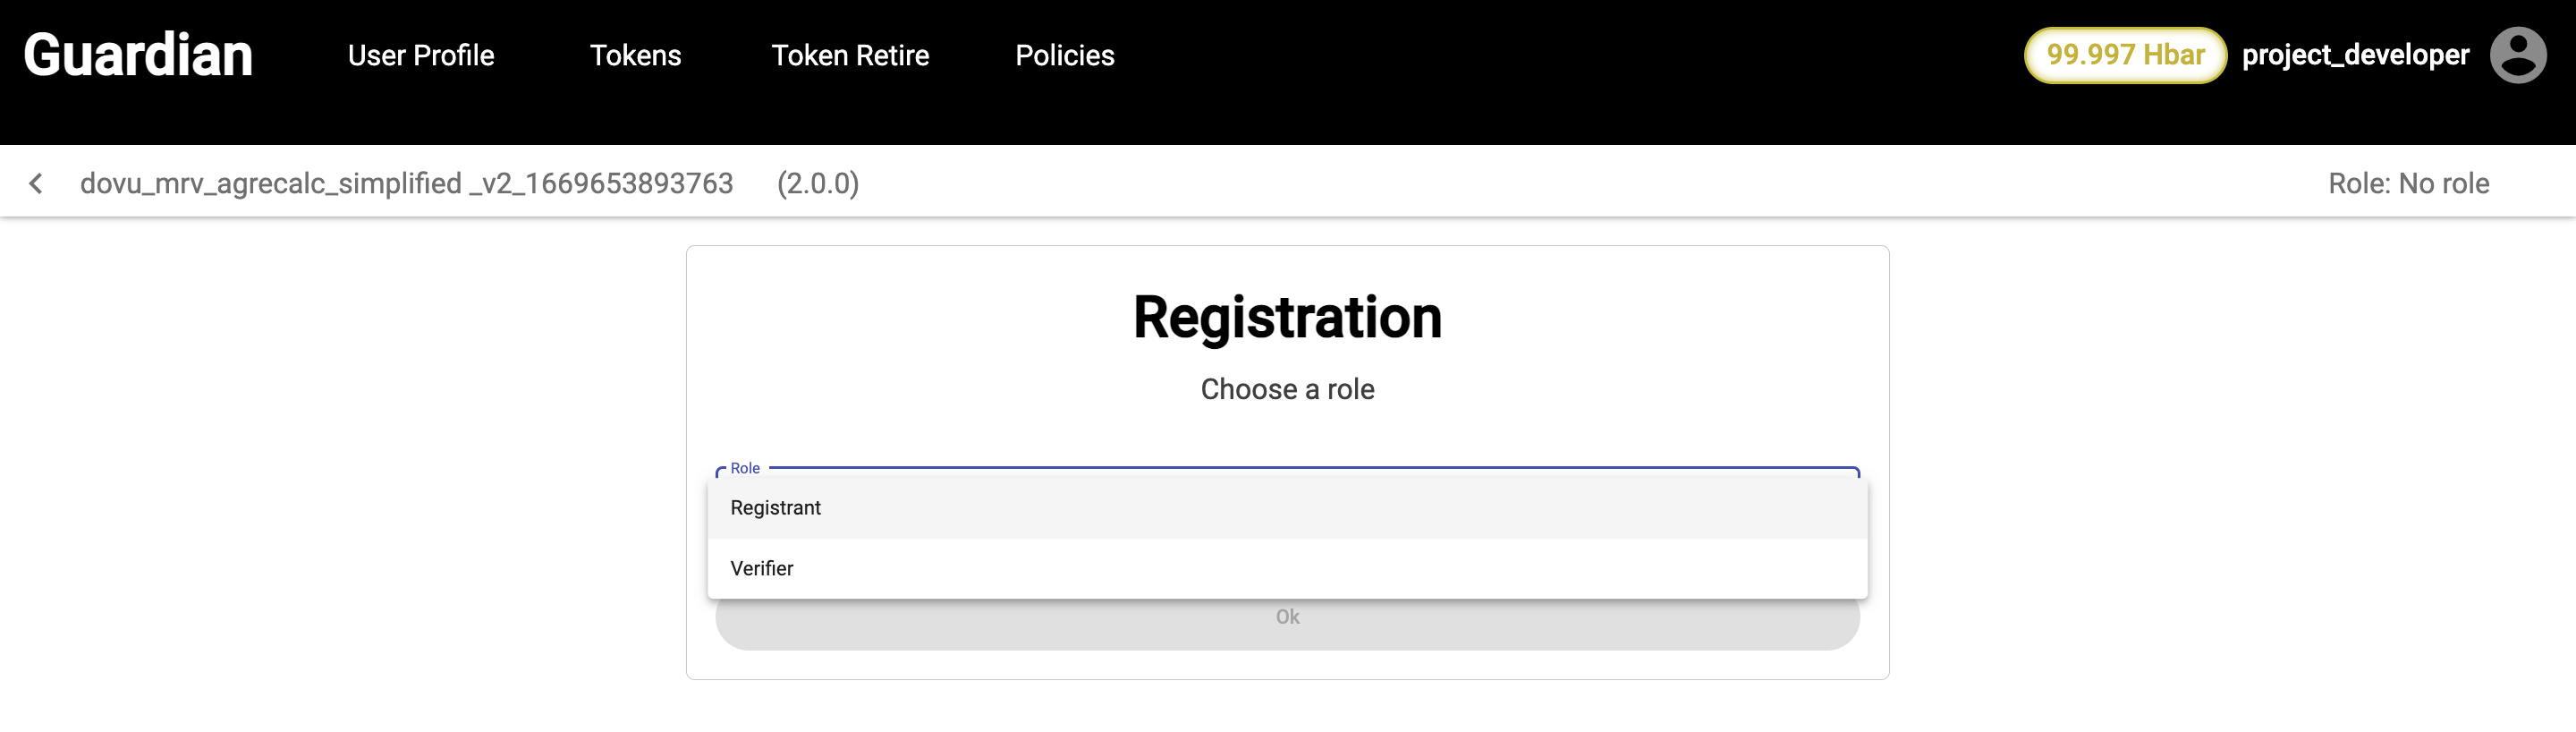 Guardian User Profile Tokens Token Retire Policies 99.997 Hbar project_developer
dovu_mrv_agrecalc_simplified _v2_1669653893763 (2.0.0) Role: No role
Registration
Choose a role
Role
Registrant
Verifier
Ok